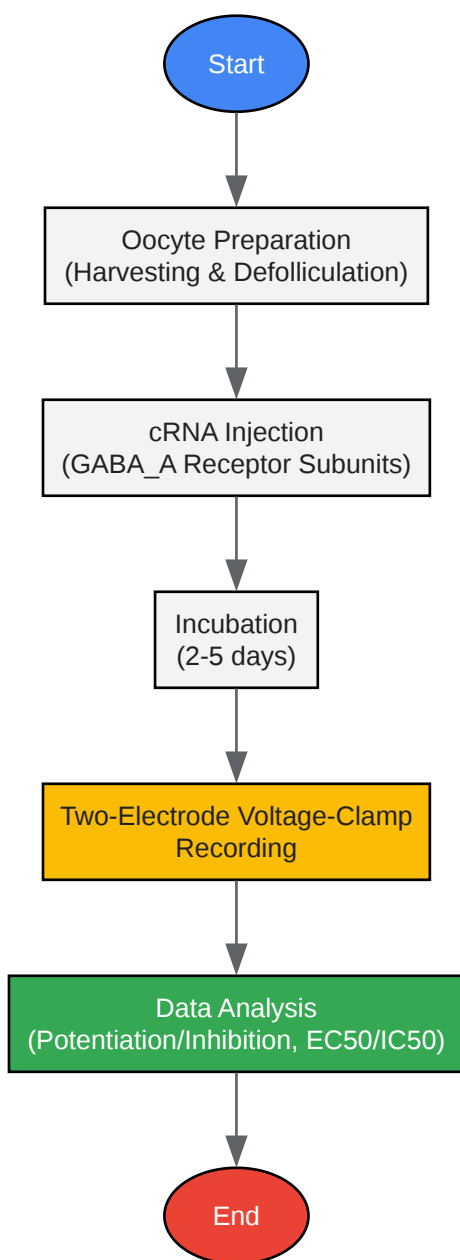 Start
Oocyte Preparation
(Harvesting & Defolliculation)
cRNA Injection
(GABA_A Receptor Subunits)
Incubation
(2-5 days)
Two-Electrode Voltage-Clamp
Recording
Data Analysis
(Potentiation/Inhibition, EC50/IC50)
End